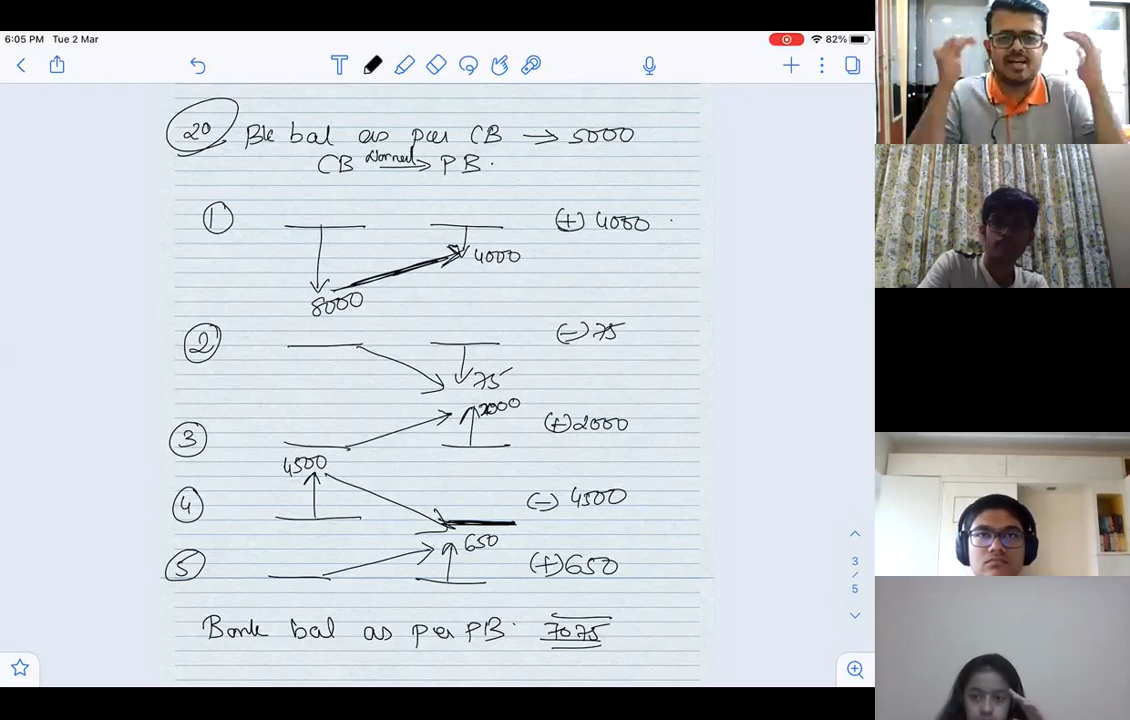 6:05 PM Tue 2 Mar
82%
20 Bk bal as per CB → 5000
CB Normal → PB.
1 (+) 4000
4000
8000
2 (-) 75
75
2000
3 (+) 2000
4500
4 (-) 4500
650
5 (+) 650
3
/
5
Bank bal as per PB. 7075